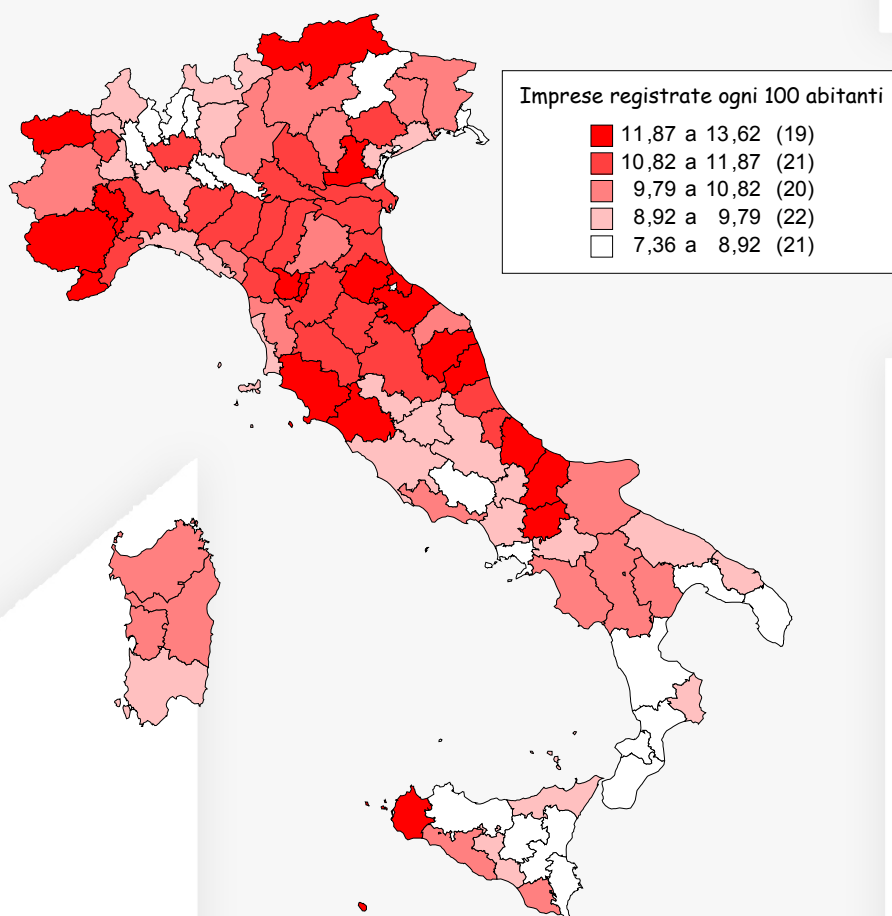 Imprese registrate ogni 100 abitanti
11,87 a 13,62 (19)
10,82 a 11,87 (21)
9,79 a 10,82 (20)
8,92 a 9,79 (22)
7,36 a 8,92 (21)